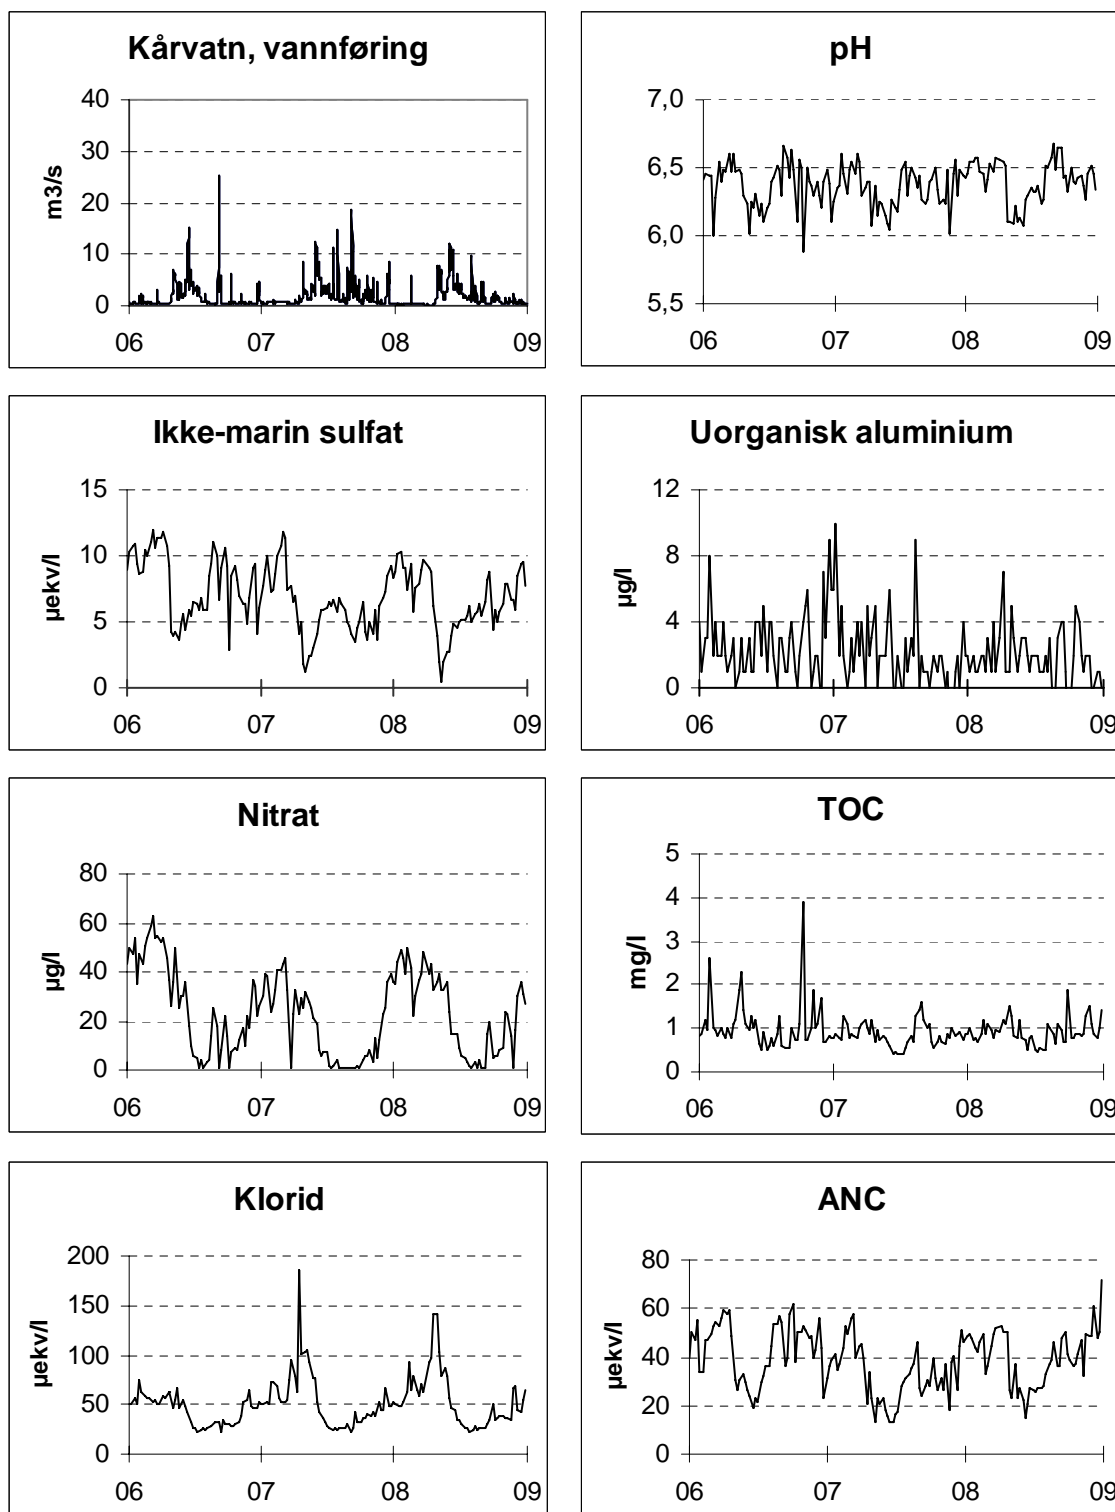 Kårvatn, vannføring
m3/s
40
30
20
10
0
06 07 08 09
pH
7,0
6,5
6,0
5,5
06 07 08 09
Ikke-marin sulfat
µekv/l
15
10
5
0
06 07 08 09
Uorganisk aluminium
µg/l
12
8
4
0
06 07 08 09
Nitrat
µg/l
80
60
40
20
0
06 07 08 09
TOC
mg/l
5
4
3
2
1
0
06 07 08 09
Klorid
µekv/l
200
150
100
50
0
06 07 08 09
ANC
µekv/l
80
60
40
20
0
06 07 08 09